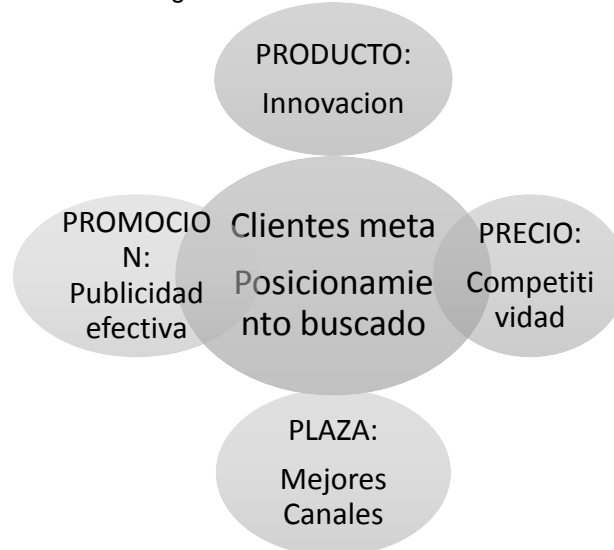 PRODUCTO:
Innovacion
PROMOCIO
N:
Publicidad
efectiva
Clientes meta
Posicionamie
nto buscado
PRECIO:
Competiti
vidad
PLAZA:
Mejores
Canales